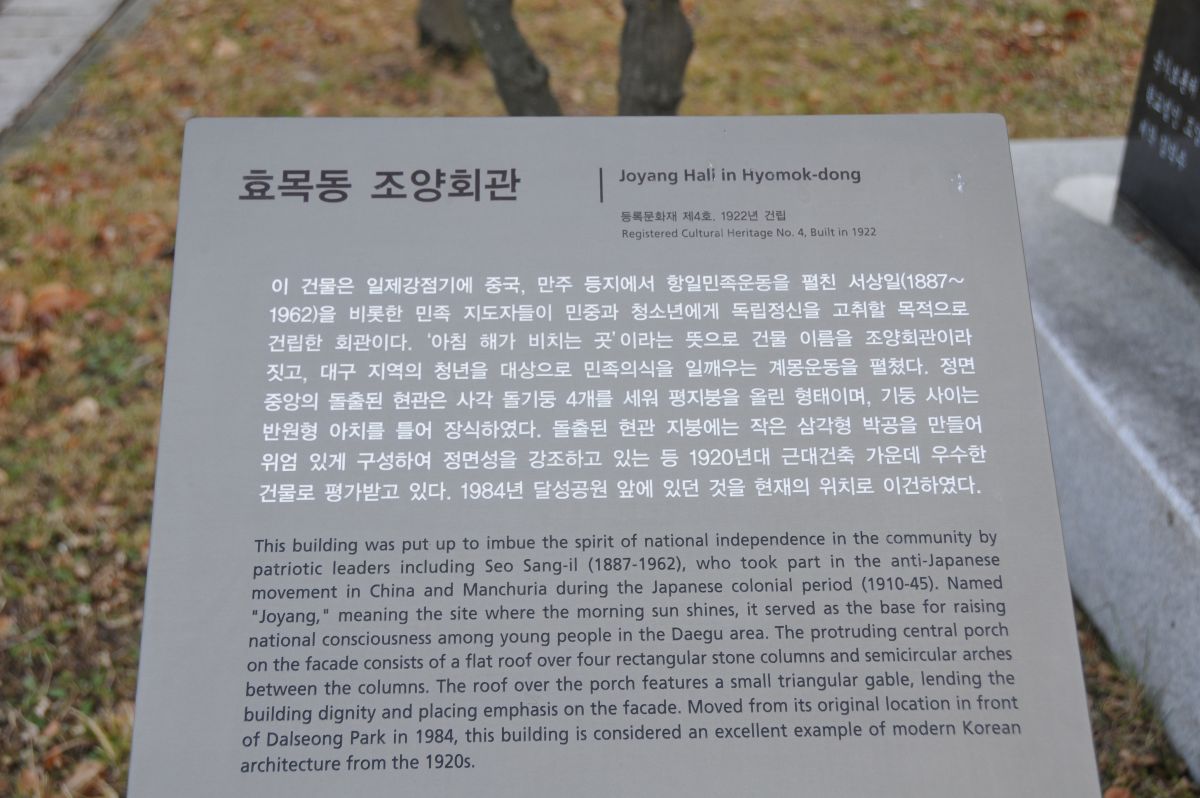 효목동 조양회관
Joyang Hall in Hyomok-dong
등록문화재 제4호, 1922년 건립
Registered Cultural Heritage No. 4, Built in 1922
이 건물은 일제강점기에 중국, 만주 등지에서 항일민족운동을 펼친 서상일(1887~
1962)을 비롯한 민족 지도자들이 민중과 청소년에게 독립정신을 고취할 목적으로
건립한 회관이다. '아침 해가 비치는 곳'이라는 뜻으로 건물 이름을 조양회관이라
짓고, 대구 지역의 청년을 대상으로 민족의식을 일깨우는 계몽운동을 펼쳤다. 정면
중앙의 돌출된 현관은 사각 돌기둥 4개를 세워 평지붕을 올린 형태이며, 기둥 사이는
반원형 아치를 틀어 장식하였다. 돌출된 현관 지붕에는 작은 삼각형 박공을 만들어
위엄 있게 구성하여 정면성을 강조하고 있는 등 1920년대 근대건축 가운데 우수한
건물로 평가받고 있다. 1984년 달성공원 앞에 있던 것을 현재의 위치로 이건하였다.
This building was put up to imbue the spirit of national independence in the community by
patriotic leaders including Seo Sang-il (1887-1962), who took part in the anti-Japanese
movement in China and Manchuria during the Japanese colonial period (1910-45). Named
"Joyang," meaning the site where the morning sun shines, it served as the base for raising
national consciousness among young people in the Daegu area. The protruding central porch
on the facade consists of a flat roof over four rectangular stone columns and semicircular arches
between the columns. The roof over the porch features a small triangular gable, lending the
building dignity and placing emphasis on the facade. Moved from its original location in front
of Dalseong Park in 1984, this building is considered an excellent example of modern Korean
architecture from the 1920s.